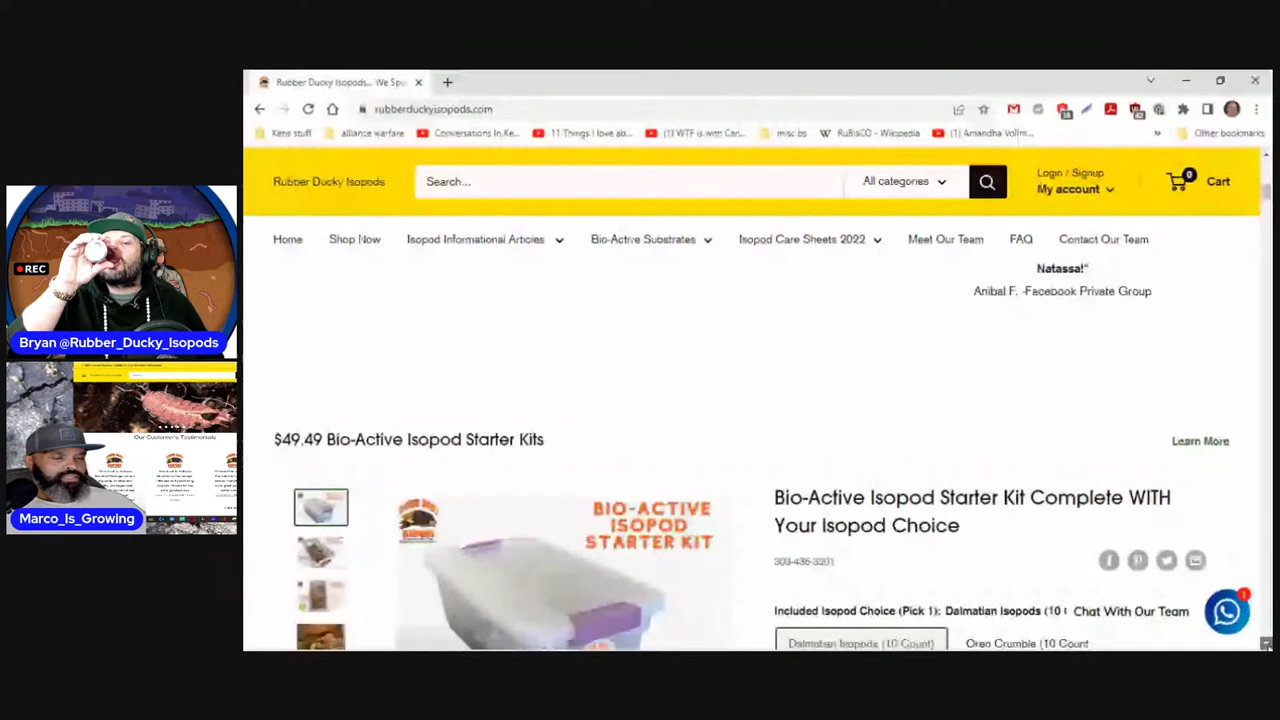 Rubber Ducky Isopods... We Spe
rubberduckyisopods.com
Kens stuff
alliance warfare
Conversations In Ke...
11 Things I love ab...
(1) WTF is with Can...
misc bs
RuBisCO - Wikipedia
(1) Amandha Vollm...
»
Other bookmarks
Rubber Ducky Isopods
Search...
All categories
Login / Signup
My account
0
Cart
Home
Shop Now
Isopod Informational Articles
Bio-Active Substrates
Isopod Care Sheets 2022
Meet Our Team
FAQ
Contact Our Team
Natassa!"
Anibal F. -Facebook Private Group
$49.49 Bio-Active Isopod Starter Kits
Learn More
BIO-ACTIVE
ISOPOD
STARTER KIT
Bio-Active Isopod Starter Kit Complete WITH
Your Isopod Choice
303-435-3201
Included Isopod Choice (Pick 1): Dalmatian Isopods (10
Chat With Our Team
1
Dalmatian Isopods (10 Count)
Oreo Crumble (10 Count
REC
Bryan @Rubber_Ducky_Isopods
Our Customer's Testimonials
Marco_Is_Growing